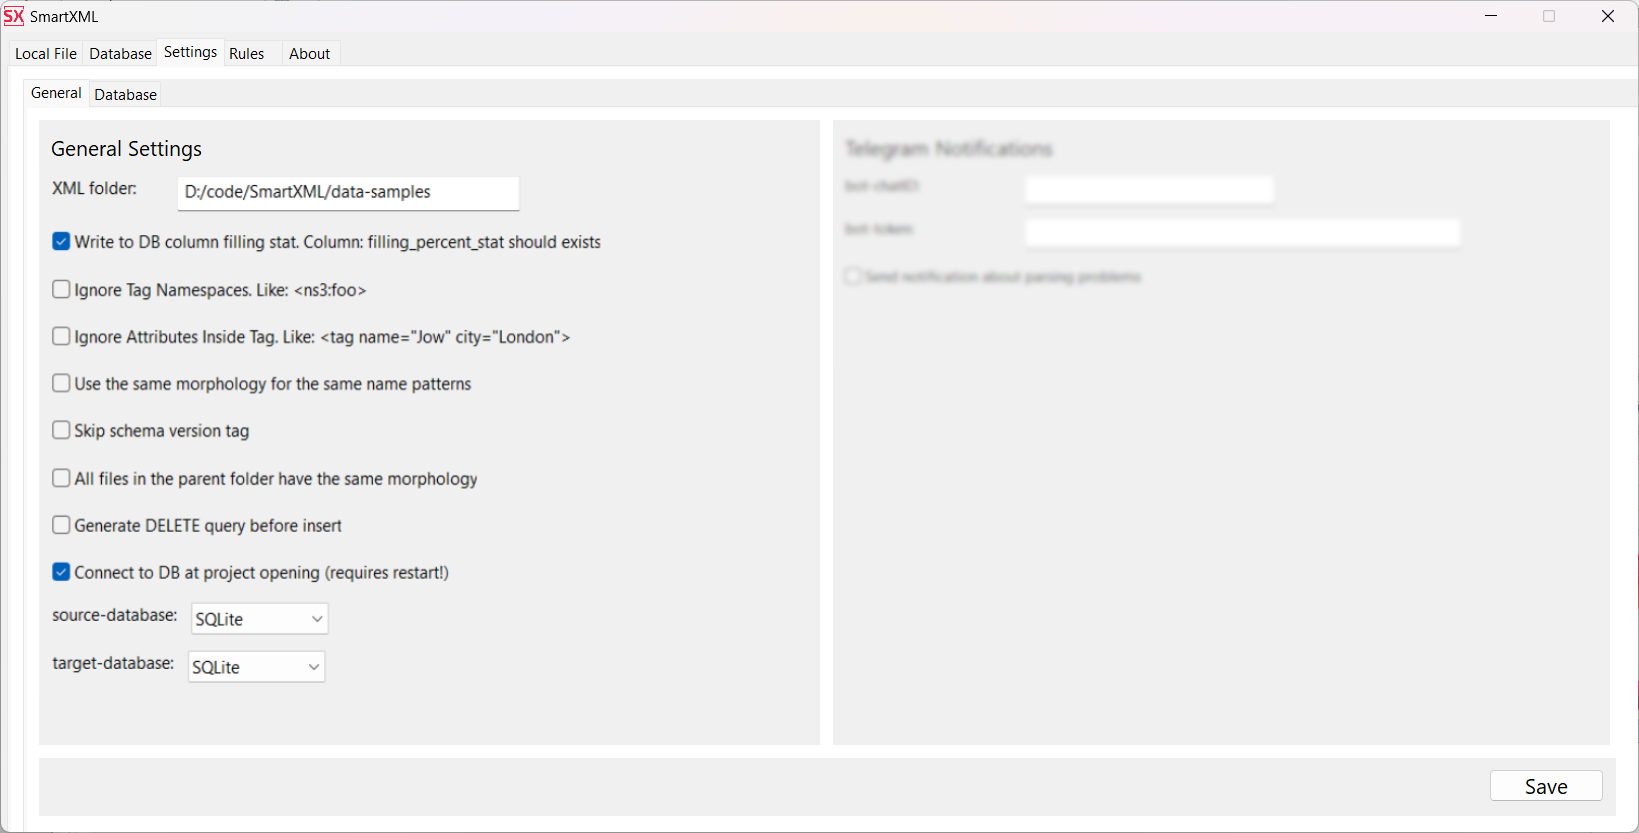 SX SmartXML
Local File Database Settings Rules About
General Database
General Settings
XML folder: D:/code/SmartXML/data-samples
Write to DB column filling stat. Column: filling_percent_stat should exists
Ignore Tag Namespaces. Like: <ns3:foo>
Ignore Attributes Inside Tag. Like: <tag name="Jow" city="London">
Use the same morphology for the same name patterns
Skip schema version tag
All files in the parent folder have the same morphology
Generate DELETE query before insert
Connect to DB at project opening (requires restart!)
source-database: SQLite
target-database: SQLite
Telegram Notifications
bot-chatID:
bot-token:
Send notification about parsing problems
Save